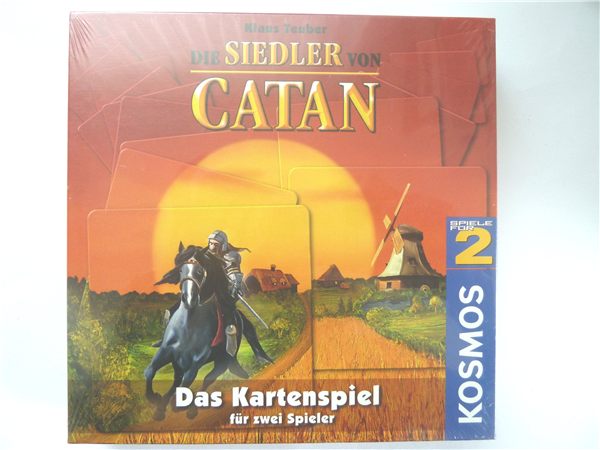 Klaus Teuber
DIE SIEDLER VON
CATAN
SPIELE
FÜR
2
KOSMOS
Das Kartenspiel
für zwei Spieler